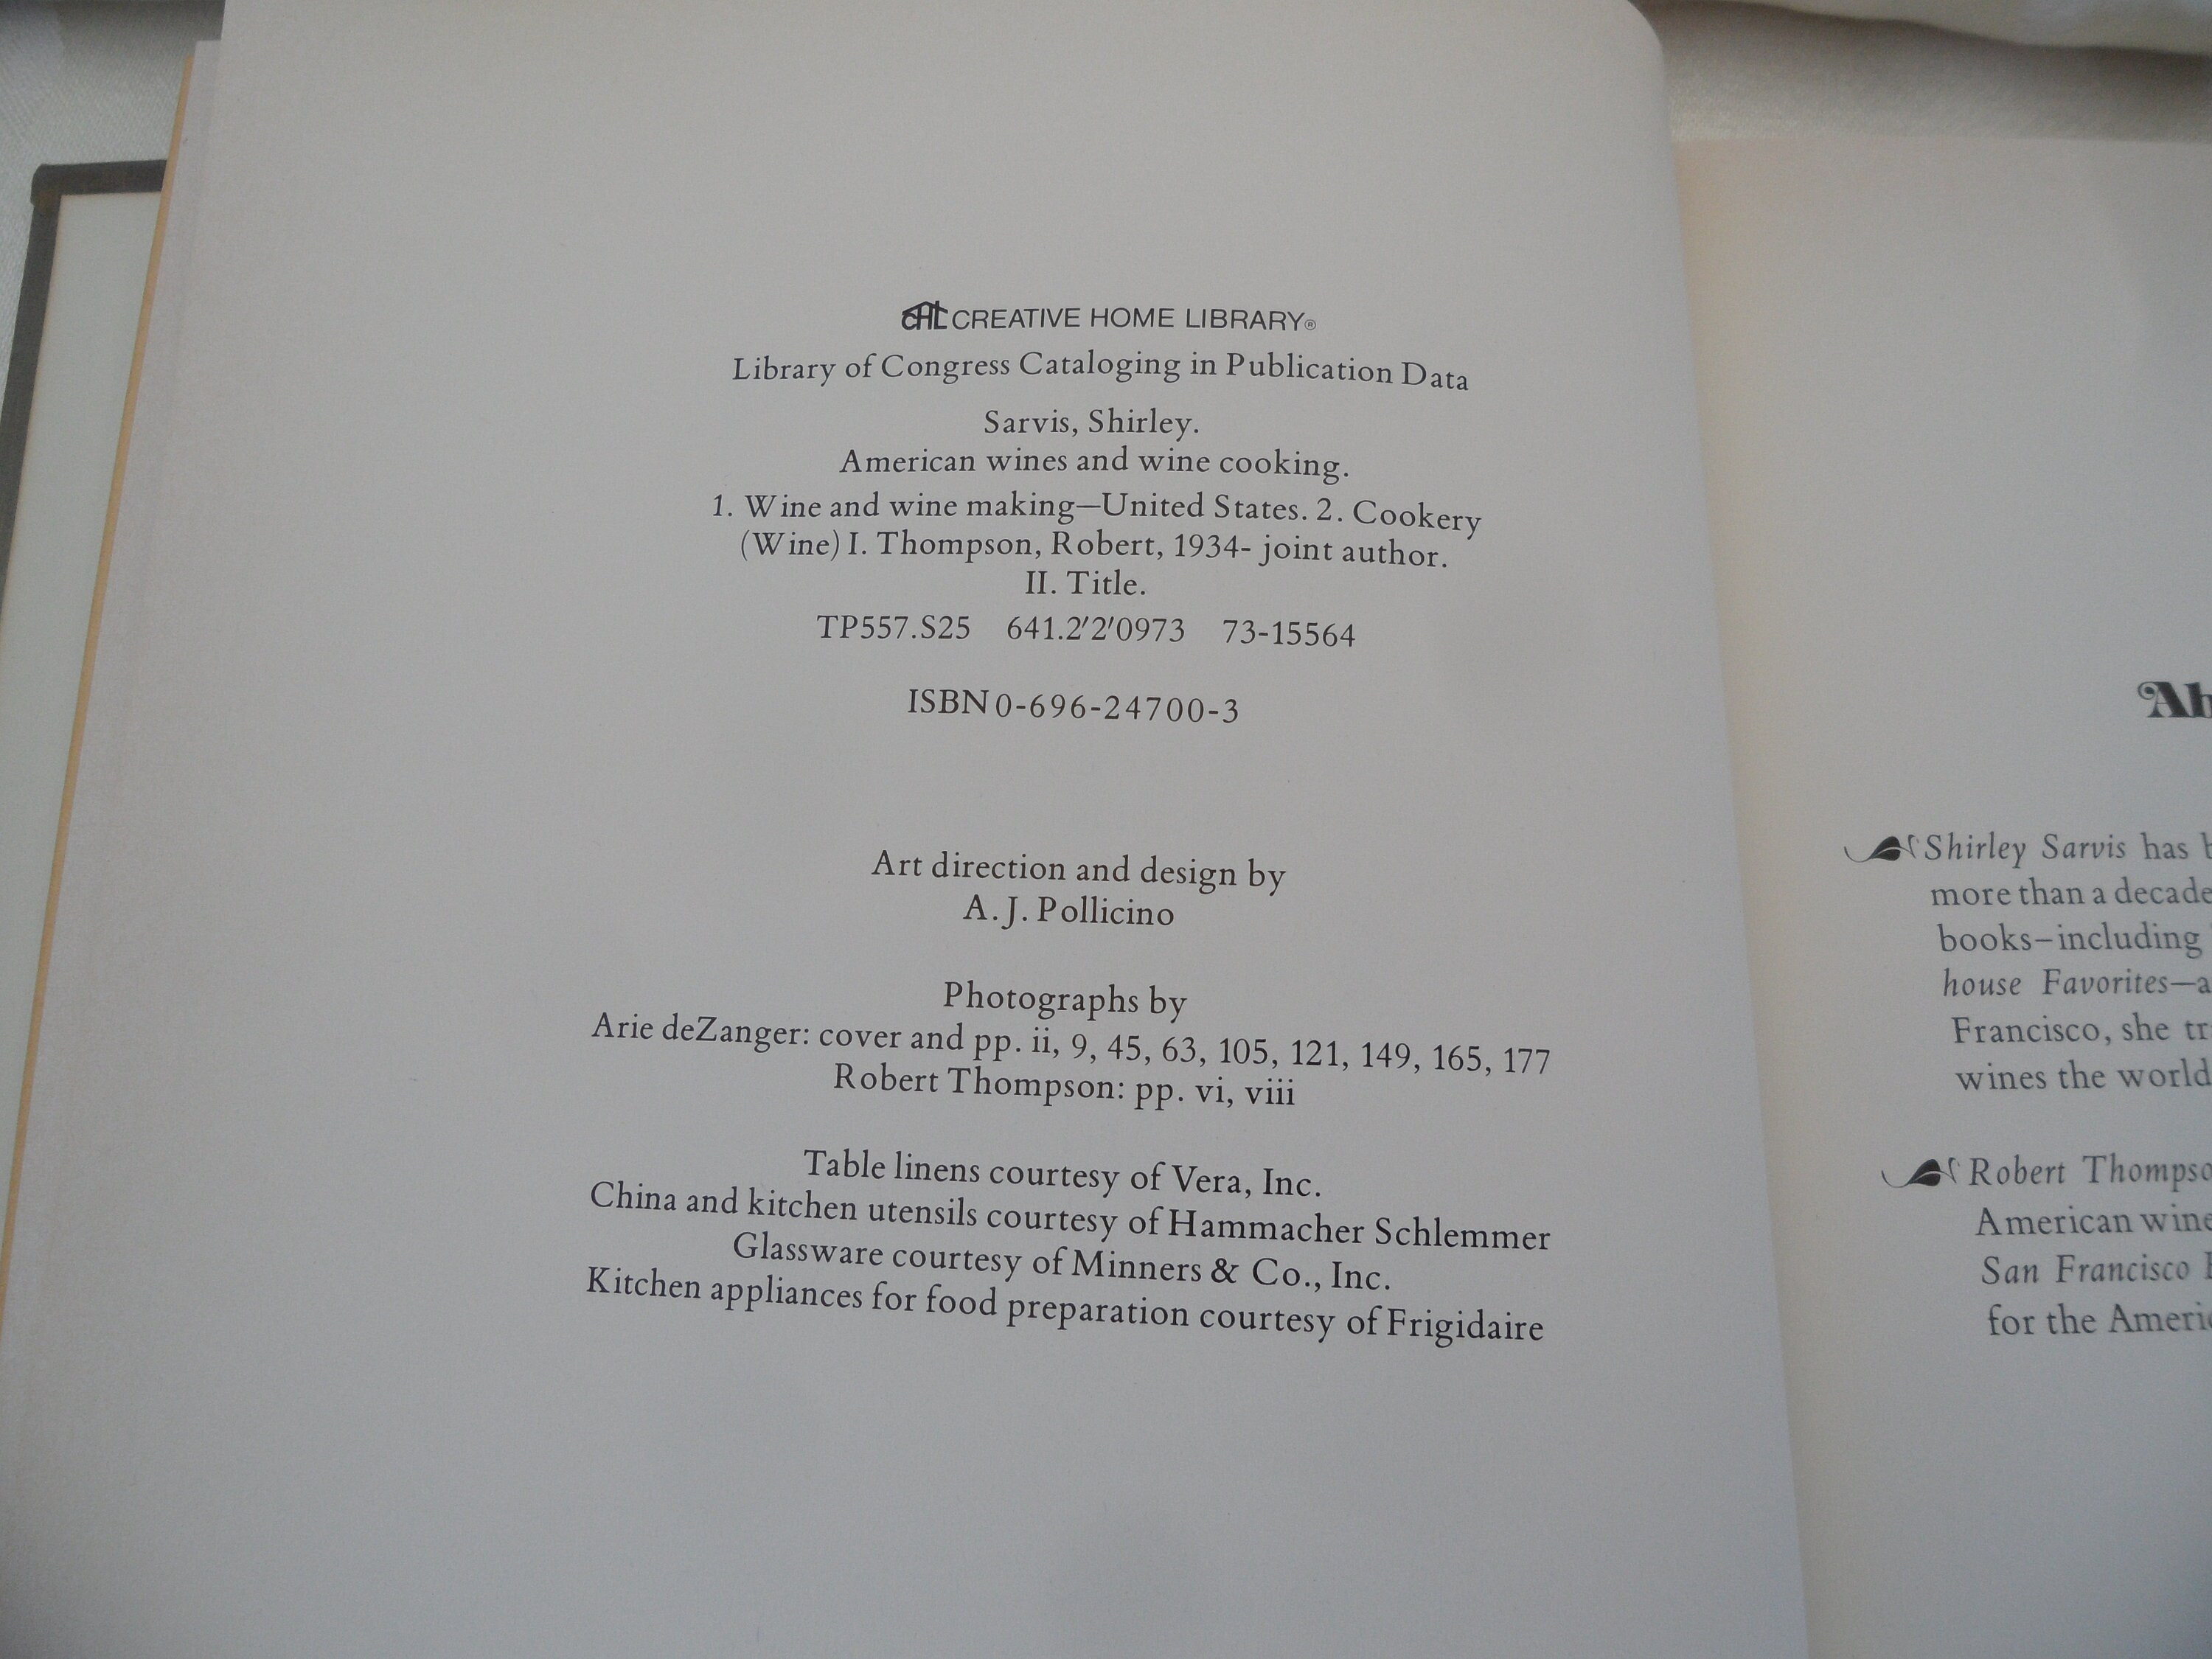 CHL CREATIVE HOME LIBRARY®
Library of Congress Cataloging in Publication Data
Sarvis, Shirley.
American wines and wine cooking.
1. Wine and wine making—United States. 2. Cookery
(Wine) I. Thompson, Robert, 1934- joint author.
II. Title.
TP557.S25 641.2′2′0973 73-15564
ISBN 0-696-24700-3
Art direction and design by
A. J. Pollicino
Photographs by
Arie deZanger: cover and pp. ii, 9, 45, 63, 105, 121, 149, 165, 177
Robert Thompson: pp. vi, viii
Table linens courtesy of Vera, Inc.
China and kitchen utensils courtesy of Hammacher Schlemmer
Glassware courtesy of Minners & Co., Inc.
Kitchen appliances for food preparation courtesy of Frigidaire
Ab
Shirley Sarvis has
more than a decade
books—including
house Favorites—a
Francisco, she tr
wines the world
Robert Thompso
American wine
San Francisco
for the Ameri